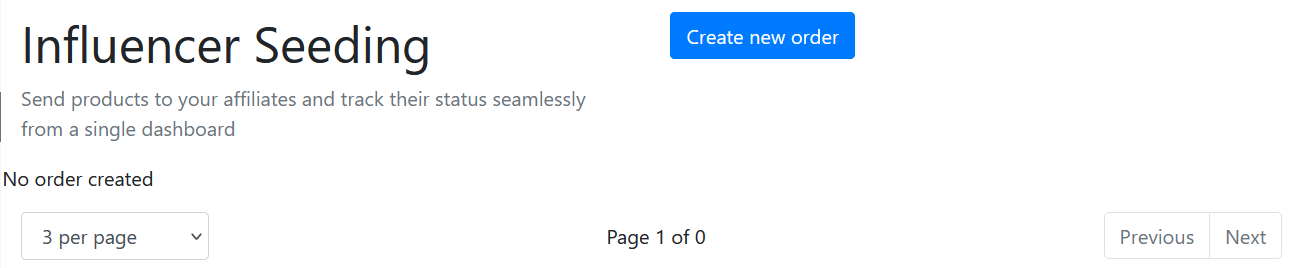 Influencer Seeding
Create new order
Send products to your affiliates and track their status seamlessly
from a single dashboard
No order created
3 per page
Page 1 of 0
Previous
Next